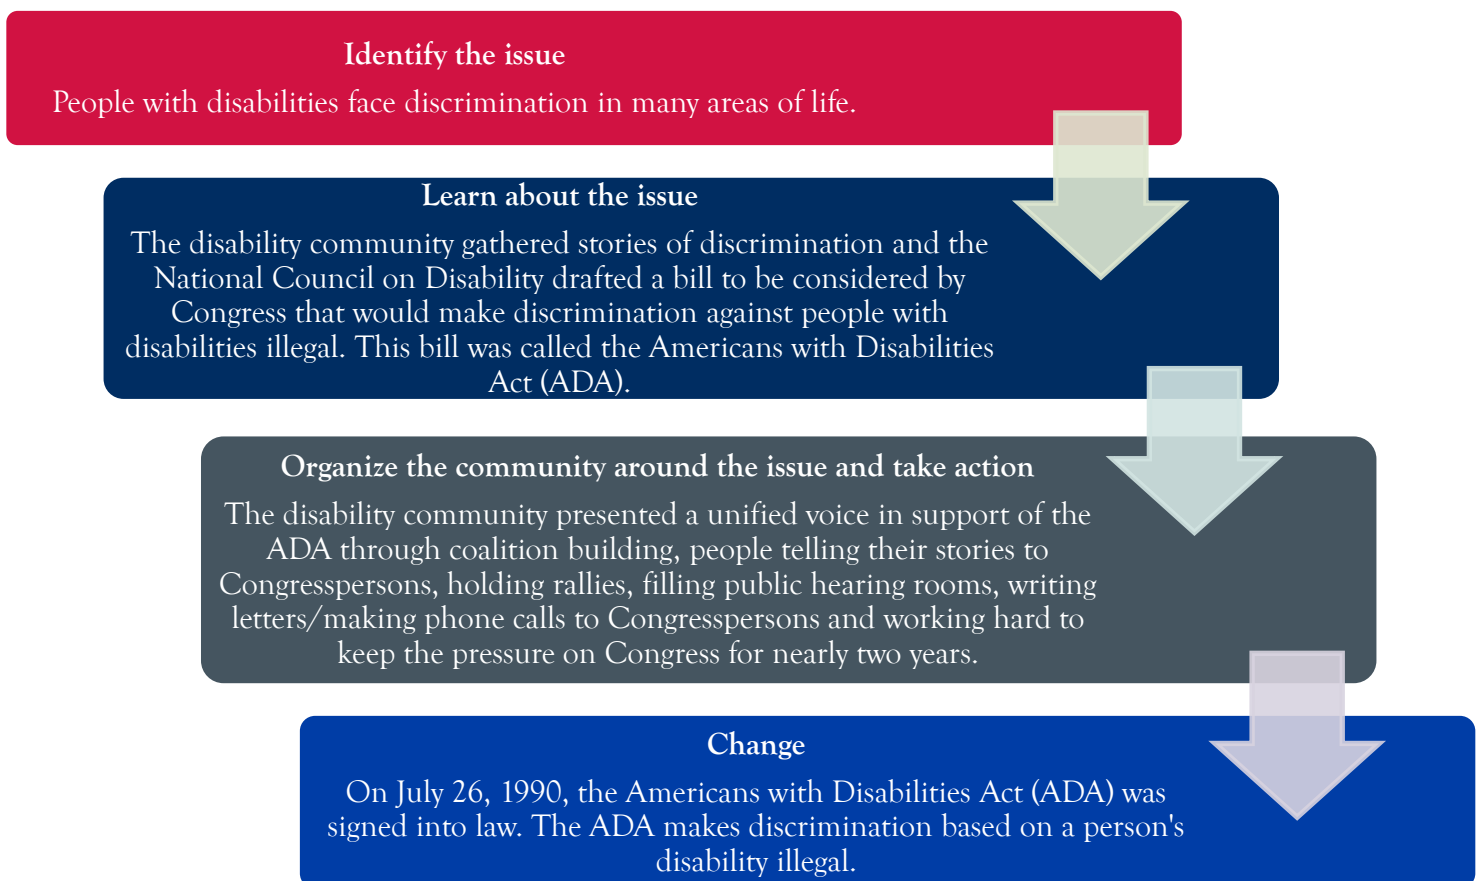 Identify the issue
People with disabilities face discrimination in many areas of life.
Learn about the issue
The disability community gathered stories of discrimination and the
National Council on Disability drafted a bill to be considered by
Congress that would make discrimination against people with
disabilities illegal. This bill was called the Americans with Disabilities
Act (ADA).
Organize the community around the issue and take action
The disability community presented a unified voice in support of the
ADA through coalition building, people telling their stories to
Congresspersons, holding rallies, filling public hearing rooms, writing
letters/making phone calls to Congresspersons and working hard to
keep the pressure on Congress for nearly two years.
Change
On July 26, 1990, the Americans with Disabilities Act (ADA) was
signed into law. The ADA makes discrimination based on a person's
disability illegal.